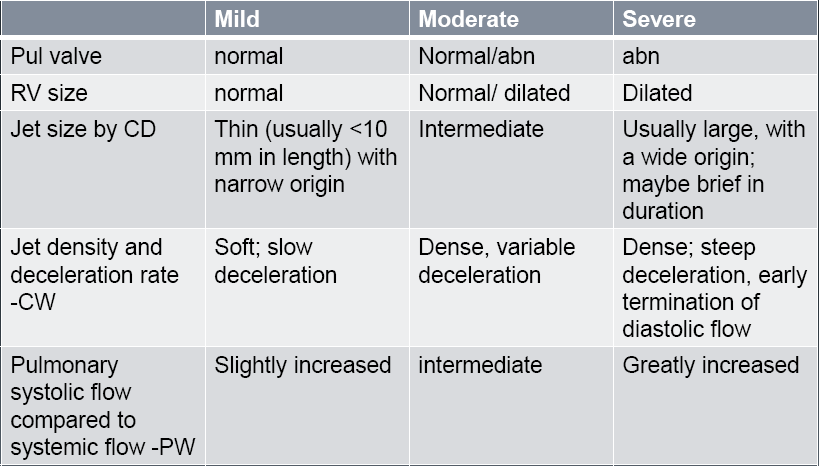 Mild Moderate Severe
Pul valve normal Normal/abn abn
RV size normal Normal/ dilated Dilated
Jet size by CD
Thin (usually <10
mm in length) with
narrow origin
Intermediate
Usually large, with
a wide origin;
maybe brief in
duration
Jet density and
deceleration rate
-CW
Soft; slow
deceleration
Dense, variable
deceleration
Dense; steep
deceleration, early
termination of
diastolic flow
Pulmonary
systolic flow
compared to
systemic flow -PW
Slightly increased
intermediate
Greatly increased